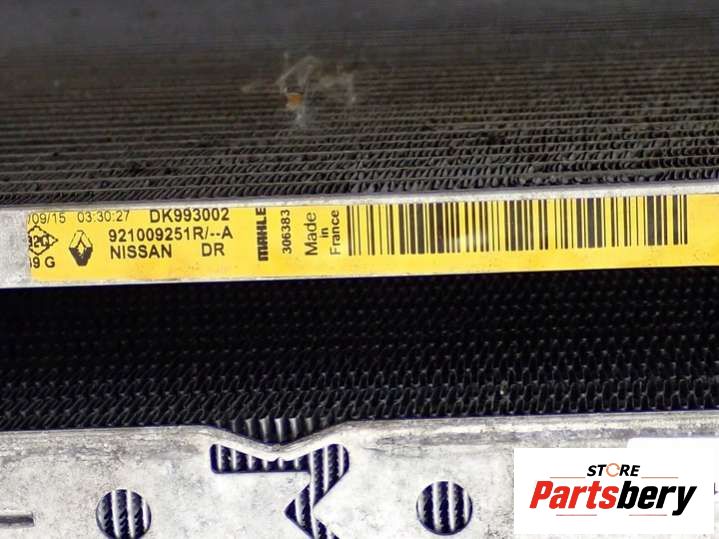 /09/15 03:30:27 DK993002
921009251R/--A
NISSAN DR
MAHLE
306383
Made
in
France
STORE
Partsbery